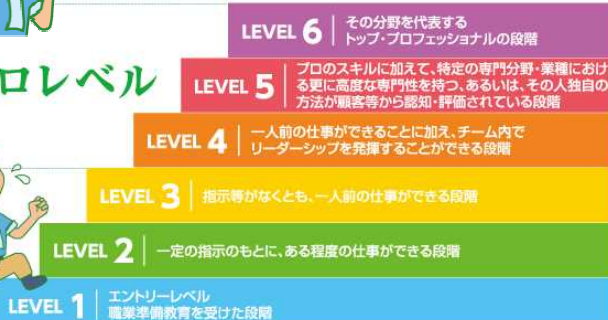 LEVEL 6
その分野を代表する
トップ・プロフェッショナルの段階
ロレベル
LEVEL 5
プロのスキルに加えて、特定の専門分野・業種におけ
る更に高度な専門性を持つ、あるいは、その人独自の
方法が顧客等から認知・評価されている段階
LEVEL 4
一人前の仕事ができることに加え、チーム内で
リーダーシップを発揮することができる段階
LEVEL 3
指示等がなくとも、一人前の仕事ができる段階
LEVEL 2
一定の指示のもとに、ある程度の仕事ができる段階
LEVEL 1
エントリーレベル
職業準備教育を受けた段階